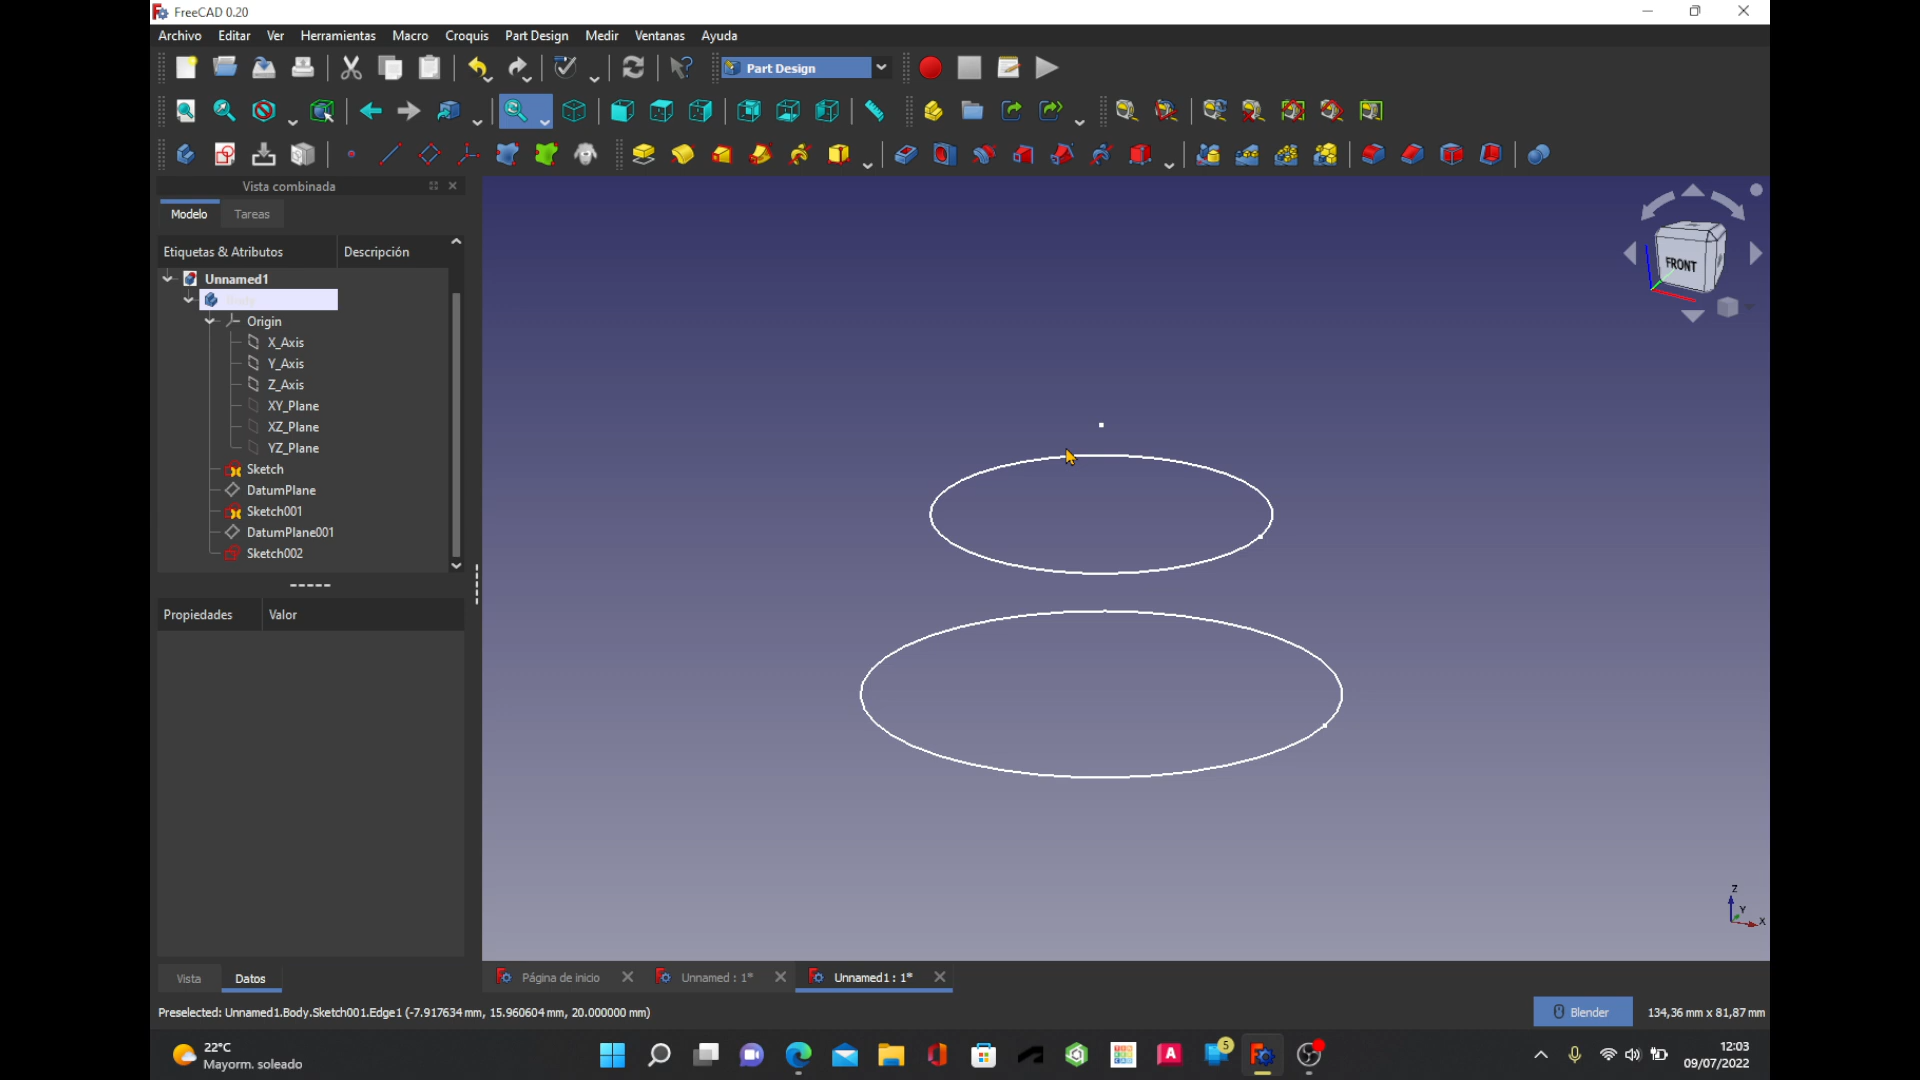 FreeCAD 0.20
Archivo Editar Ver Herramientas Macro Croquis Part Design Medir Ventanas Ayuda
Part Design
Vista combinada
Modelo Tareas
Etiquetas & Atributos Descripción
Unnamed1
Origin
X_Axis
Y_Axis
Z_Axis
XY_Plane
XZ_Plane
YZ_Plane
Sketch
DatumPlane
Sketch001
DatumPlane001
Sketch002
Propiedades Valor
FRONT
Z
Y
X
Vista Datos
Página de inicio Unnamed : 1* Unnamed1 : 1*
Preselected: Unnamed1.Body.Sketch001.Edge1 (-7.917634 mm, 15.960604 mm, 20.000000 mm)
Blender 134,36 mm x 81,87 mm
22°C
Mayorm. soleado
5
12:03
09/07/2022